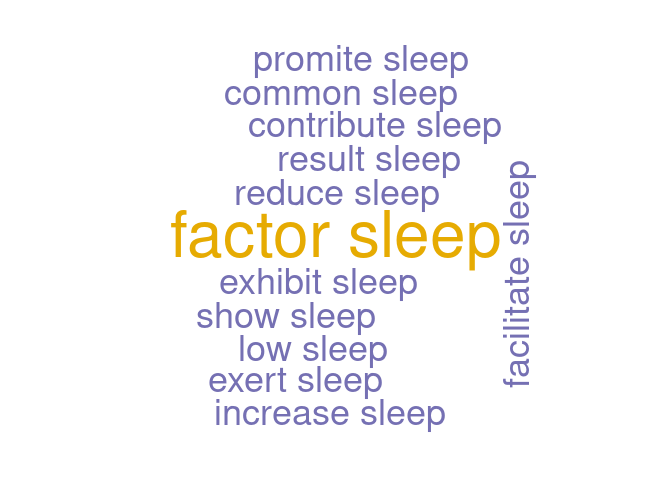 promite sleep
common sleep
contribute sleep
result sleep
reduce sleep
factor sleep
facilitate sleep
exhibit sleep
show sleep
low sleep
exert sleep
increase sleep